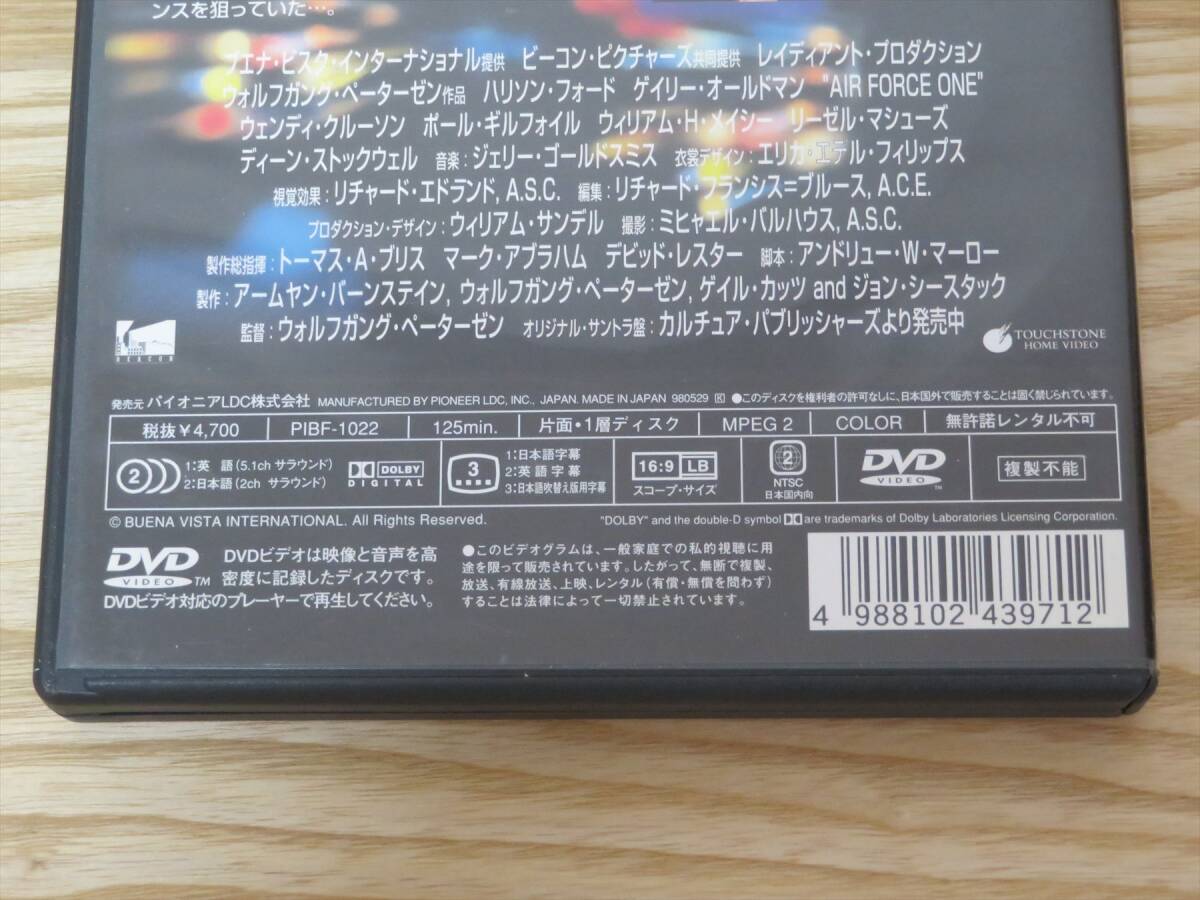 ンスを狙っていた…。
ブエナ・ビスタ・インターナショナル提供 ビーコン・ピクチャーズ共同提供 レイディアント・プロダクション
ウォルフガング・ペーターゼン作品 ハリソン・フォード ゲイリー・オールドマン "AIR FORCE ONE"
ウェンディ・クルーソン ポール・ギルフォイル ウィリアム・H・メイシー リーゼル・マシューズ
ディーン・ストックウェル 音楽：ジェリー・ゴールドスミス 衣裳デザイン：エリカ・エデル・フィリップス
視覚効果：リチャード・エドランド, A.S.C. 編集：リチャード・フランシス=ブルース, A.C.E.
プロダクション・デザイン：ウィリアム・サンデル 撮影：ミヒャエル・バルハウス, A.S.C.
製作総指揮：トーマス・A・ブリス マーク・アブラハム デビッド・レスター 脚本：アンドリュー・W・マーロー
製作：アームヤン・バーンステイン, ウォルフガング・ペーターゼン, ゲイル・カッツ and ジョン・シースタック
監督：ウォルフガング・ペーターゼン オリジナル・サントラ盤：カルチュア・パブリッシャーズより発売中
BEACON
TOUCHSTONE
HOME VIDEO
発売元 パイオニアLDC株式会社 MANUFACTURED BY PIONEER LDC, INC., JAPAN. MADE IN JAPAN 980529 K ●このディスクを権利者の許可なしに、日本国外で販売することは固く禁じられています。
税抜￥4,700 PIBF-1022 125min. 片面・1層ディスク MPEG 2 COLOR 無許諾レンタル不可
2 1：英 語 (5.1ch サラウンド)
2：日本語 (2ch サラウンド)
DOLBY
DIGITAL
3 1：日本語字幕
2：英 語 字 幕
3：日本語吹替え版用字幕
16:9 LB
スコープ・サイズ
2
NTSC
日本国内向
DVD
VIDEO TM
複製不能
© BUENA VISTA INTERNATIONAL. All Rights Reserved.
"DOLBY" and the double-D symbol are trademarks of Dolby Laboratories Licensing Corporation.
DVD
VIDEO TM
DVDビデオは映像と音声を高
密度に記録したディスクです。
DVDビデオ対応のプレーヤーで再生してください。
●このビデオグラムは、一般家庭での私的視聴に用
途を限って販売されています。したがって、無断で複製、
放送、有線放送、上映、レンタル（有償・無償を問わず）
することは法律によって一切禁止されています。
4 988102 439712